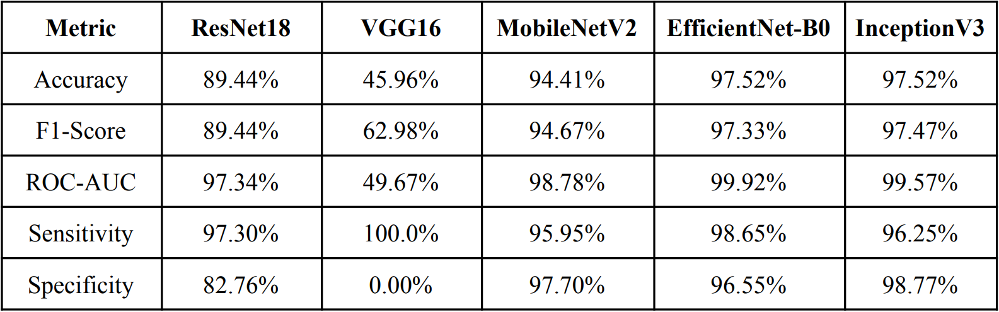 Metric ResNet18 VGG16 MobileNetV2 EfficientNet-B0 InceptionV3
Accuracy 89.44% 45.96% 94.41% 97.52% 97.52%
F1-Score 89.44% 62.98% 94.67% 97.33% 97.47%
ROC-AUC 97.34% 49.67% 98.78% 99.92% 99.57%
Sensitivity 97.30% 100.0% 95.95% 98.65% 96.25%
Specificity 82.76% 0.00% 97.70% 96.55% 98.77%